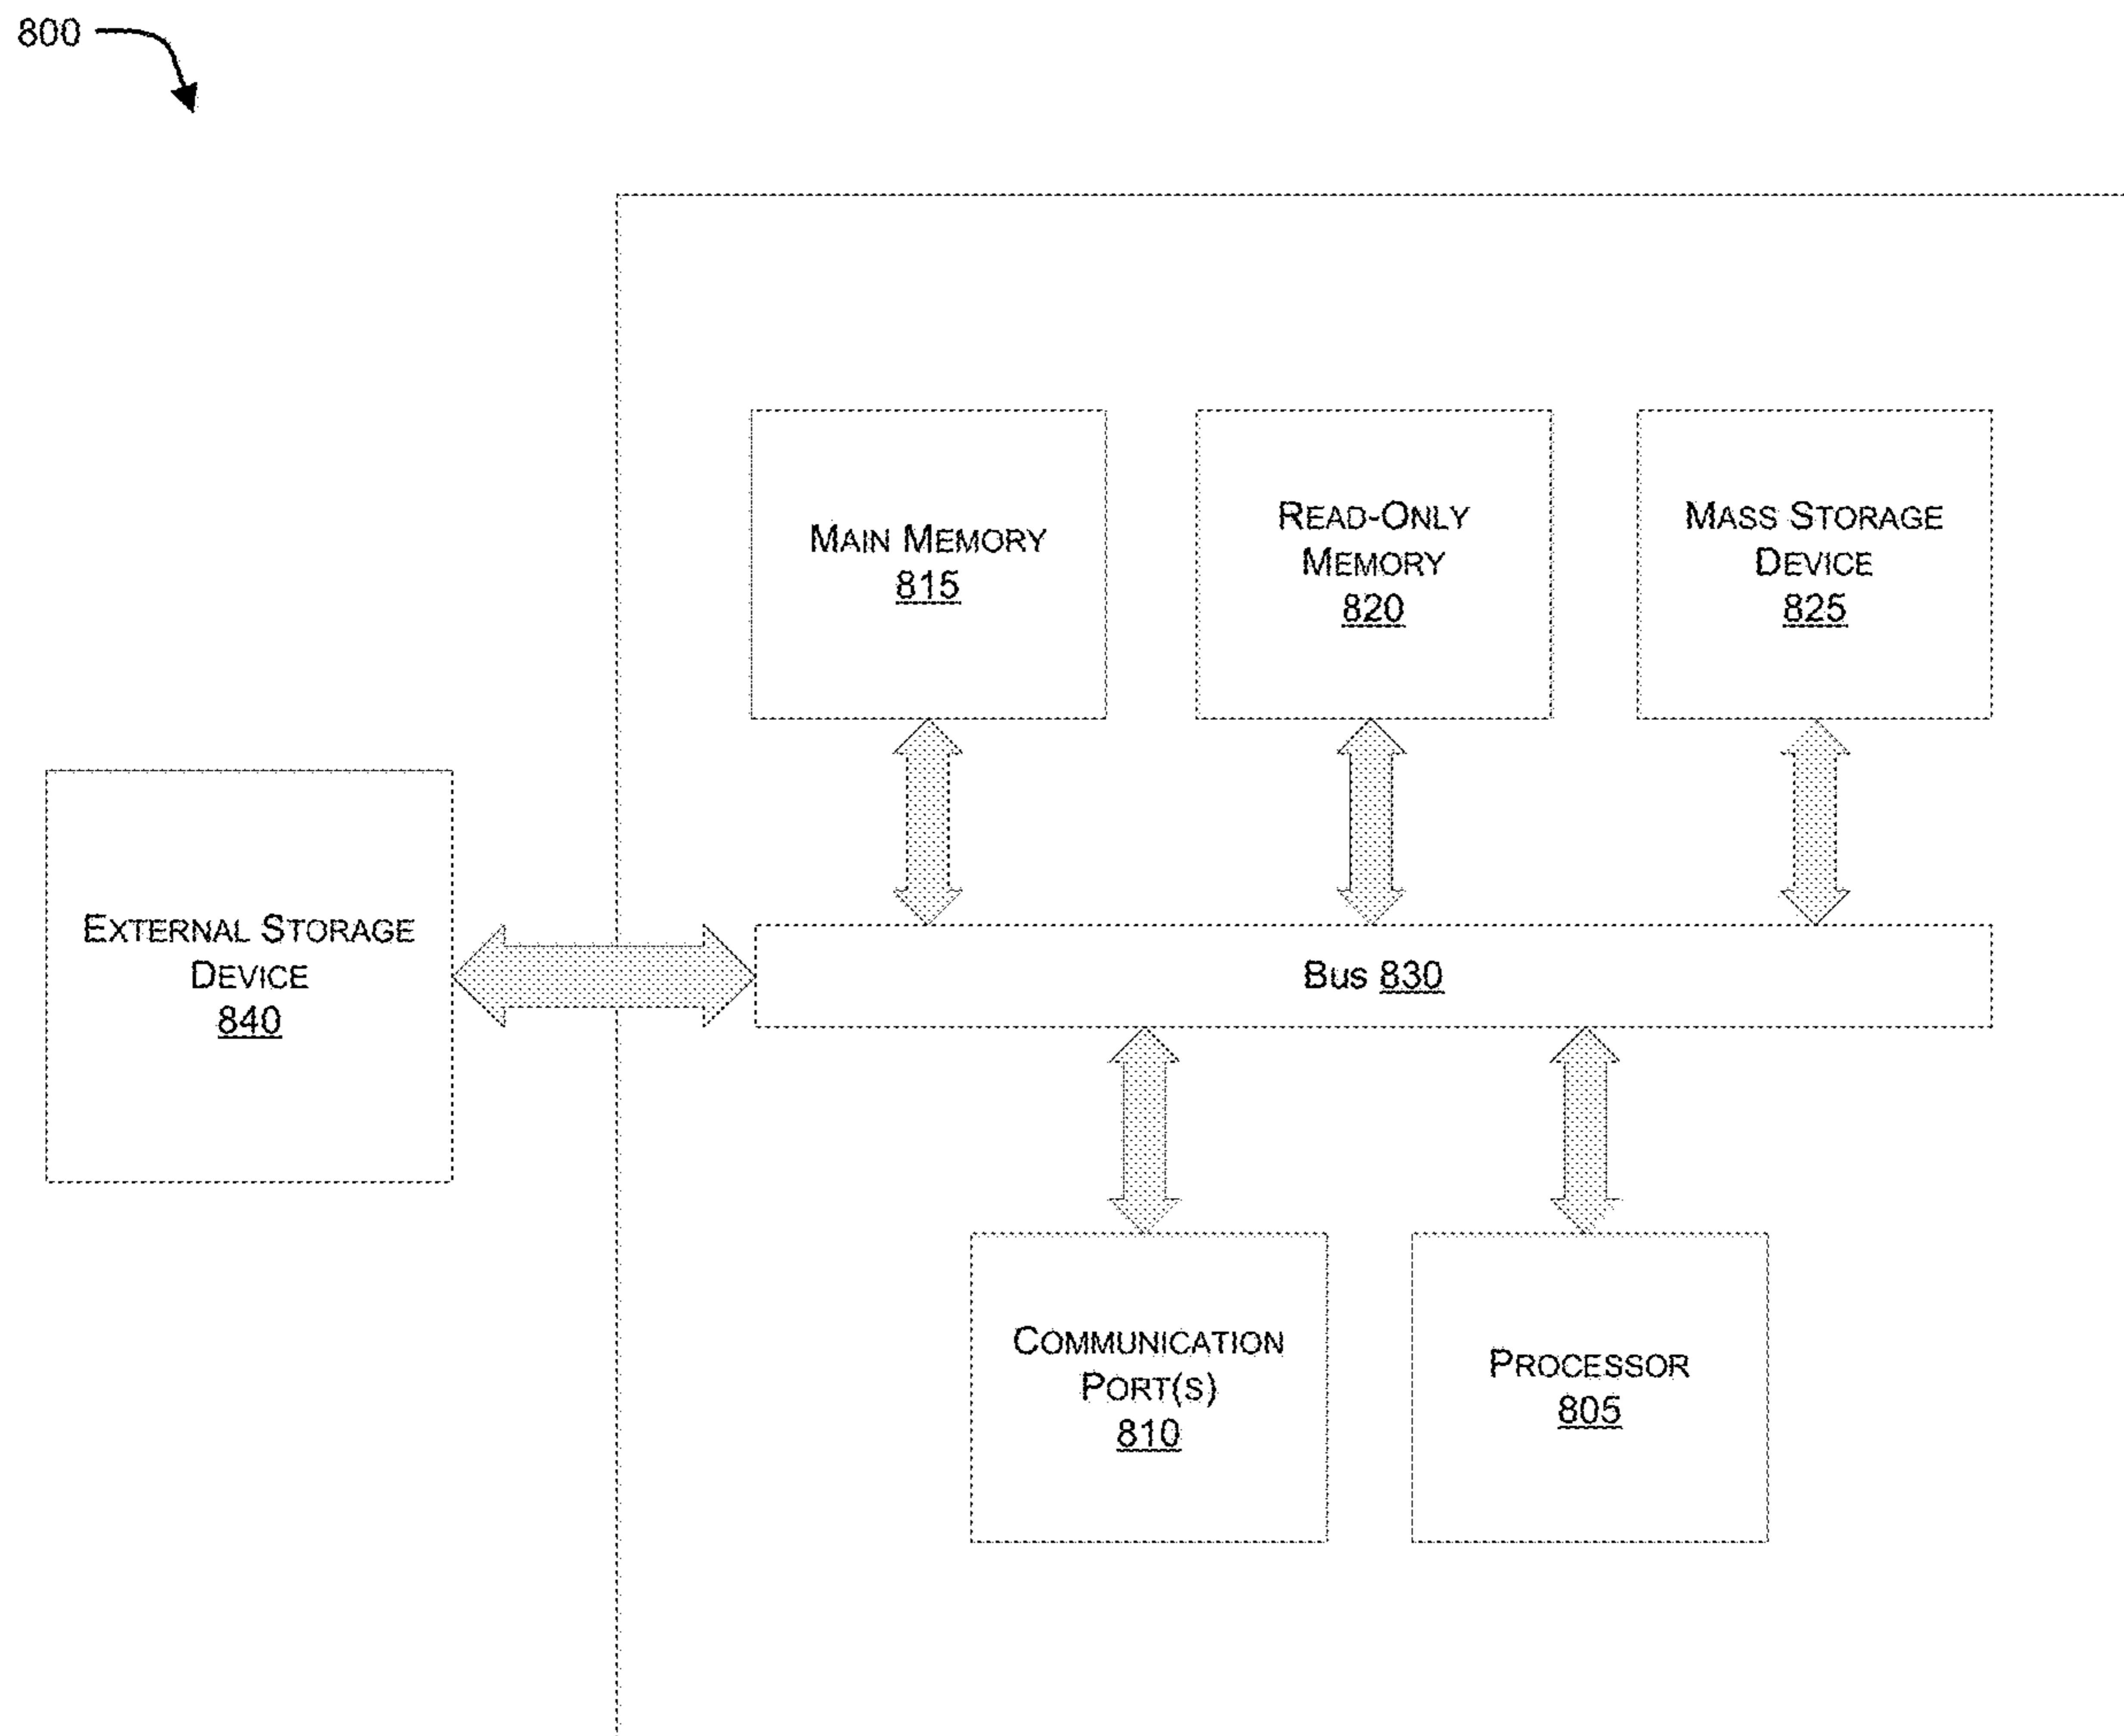 800
MAIN MEMORY
815
READ-ONLY
MEMORY
820
MASS STORAGE
DEVICE
825
EXTERNAL STORAGE
DEVICE
840
Bus 830
COMMUNICATION
PORT(S)
810
PROCESSOR
805